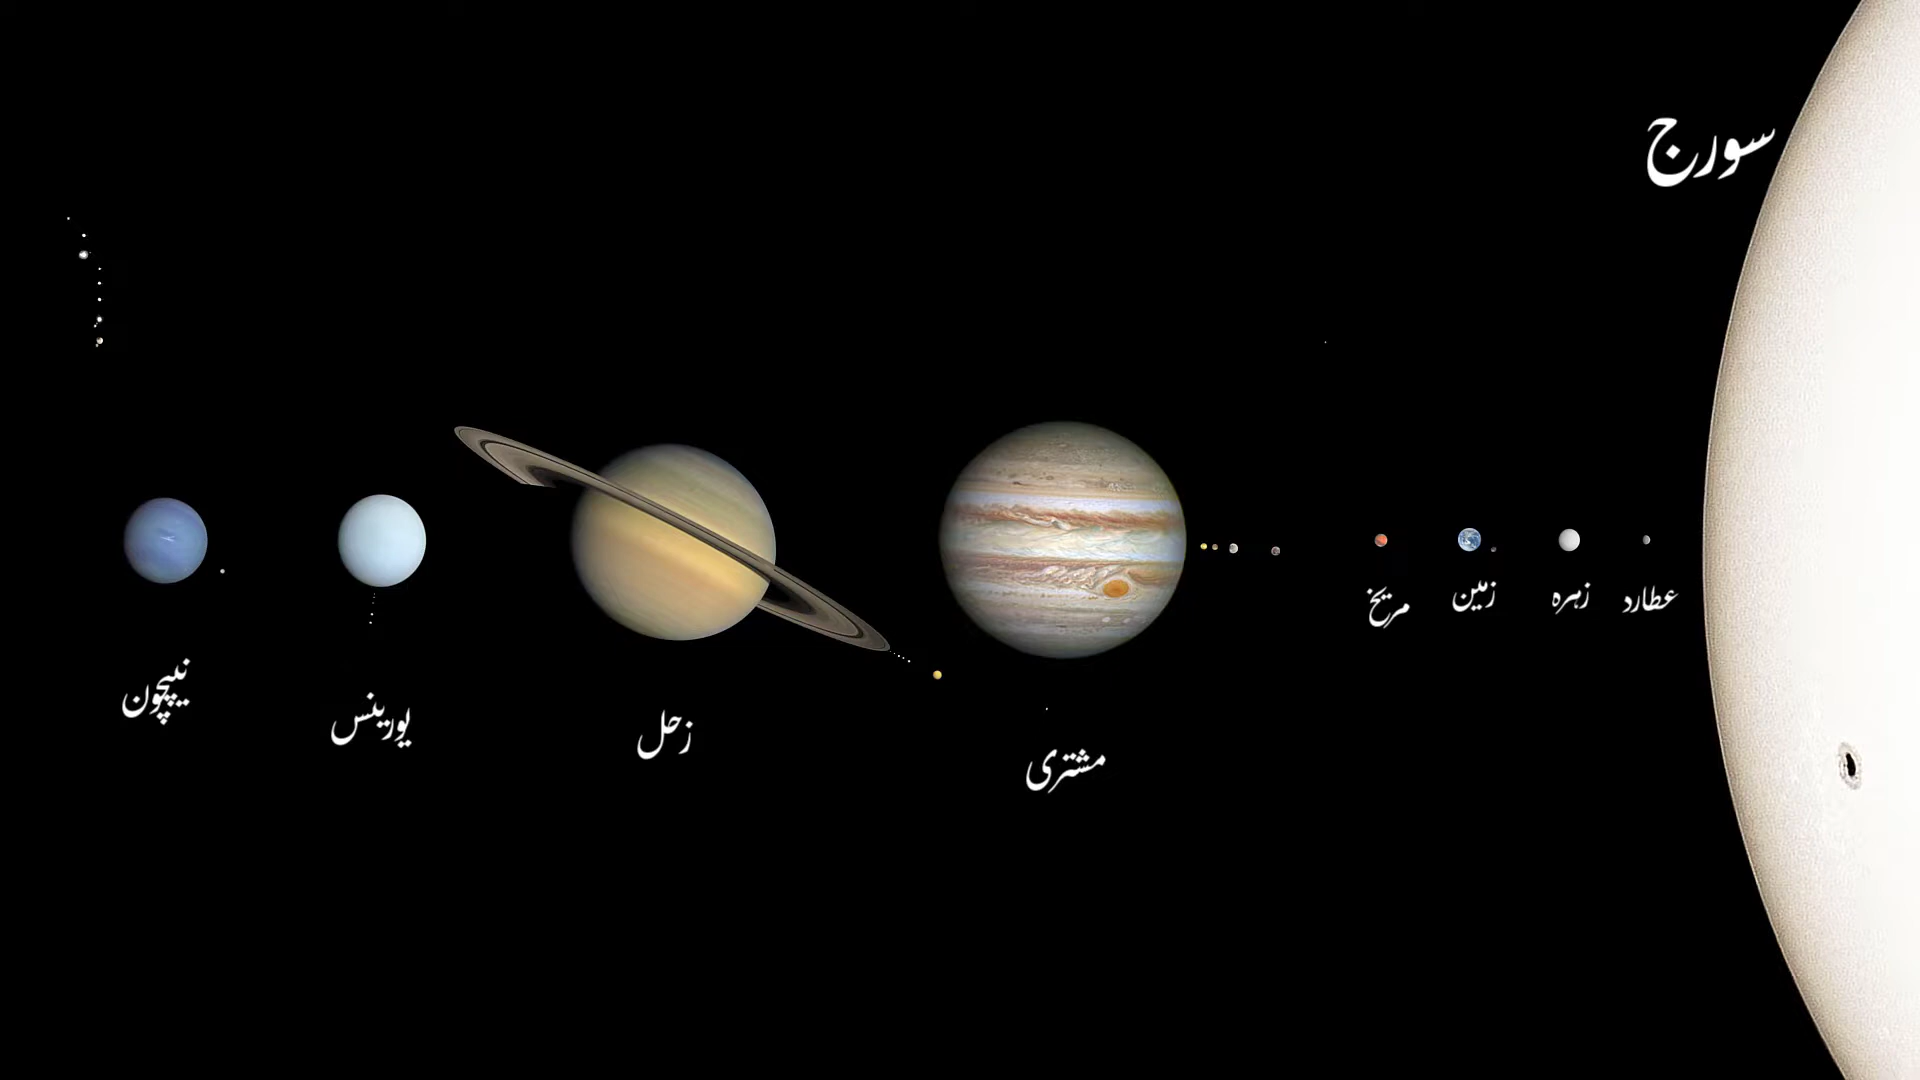 سورج
عطارد
زہرہ
زمین
مریخ
مشتری
زحل
یورینس
نیپچون